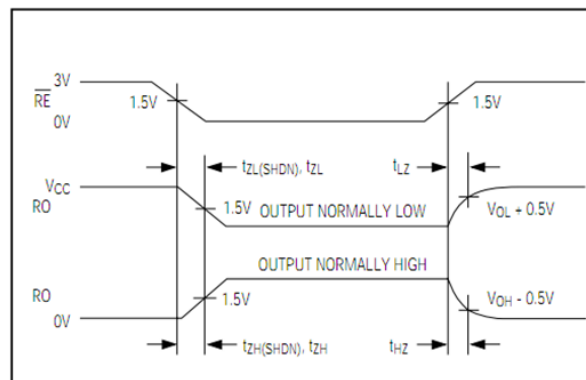 3V
RE
1.5V
1.5V
0V
tZL(SHDN), tZL
tLZ
VCC
RO
1.5V
OUTPUT NORMALLY LOW
VOL + 0.5V
OUTPUT NORMALLY HIGH
RO
1.5V
VOH - 0.5V
0V
tZH(SHDN), tZH
tHZ